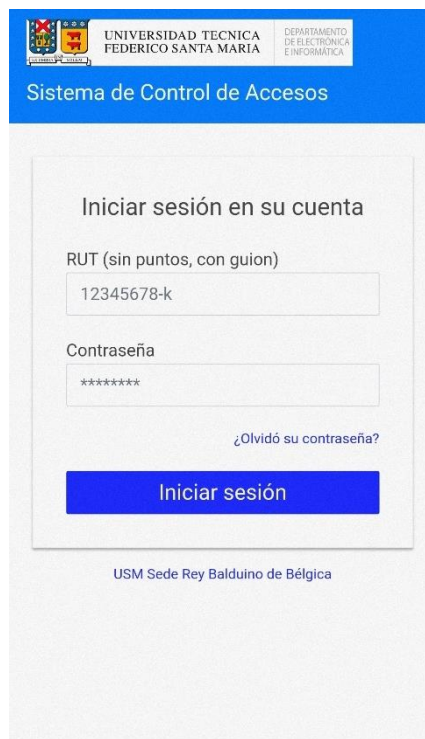 UNIVERSIDAD TECNICA
FEDERICO SANTA MARIA
DEPARTAMENTO
DE ELECTRÓNICA
E INFORMÁTICA
Sistema de Control de Accesos
Iniciar sesión en su cuenta
RUT (sin puntos, con guion)
12345678-k
Contraseña
********
¿Olvidó su contraseña?
Iniciar sesión
USM Sede Rey Balduino de Bélgica